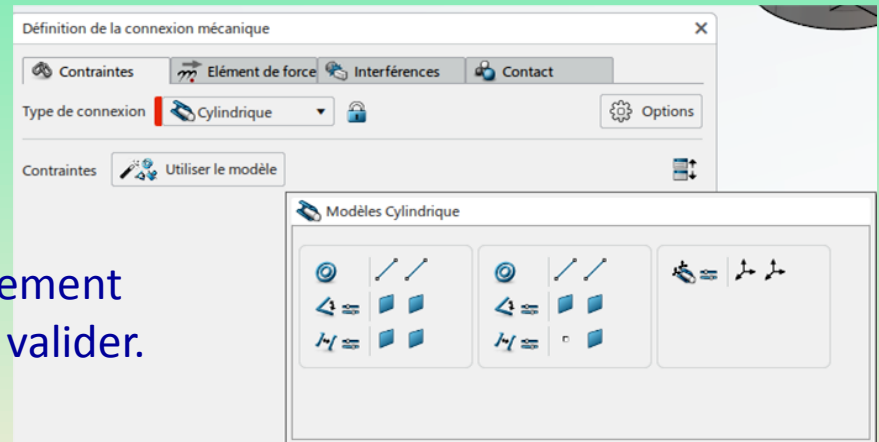 Définition de la connexion mécanique
Contraintes Elément de force Interférences Contact
Type de connexion Cylindrique Options
Contraintes Utiliser le modèle
Modèles Cylindrique
valider.